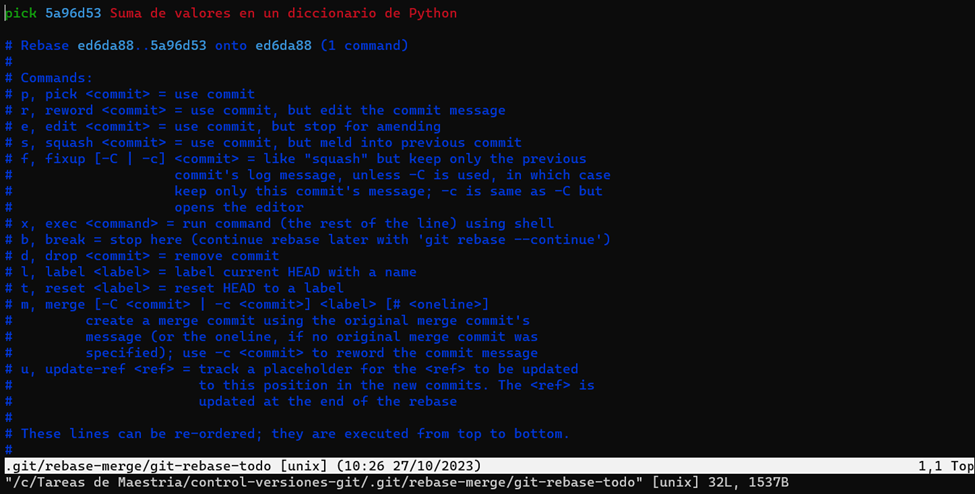 pick 5a96d53 Suma de valores en un diccionario de Python
# Rebase ed6da88..5a96d53 onto ed6da88 (1 command)
#
# Commands:
# p, pick <commit> = use commit
# r, reword <commit> = use commit, but edit the commit message
# e, edit <commit> = use commit, but stop for amending
# s, squash <commit> = use commit, but meld into previous commit
# f, fixup [-C | -c] <commit> = like "squash" but keep only the previous
#                    commit's log message, unless -C is used, in which case
#                    keep only this commit's message; -c is same as -C but
#                    opens the editor
# x, exec <command> = run command (the rest of the line) using shell
# b, break = stop here (continue rebase later with 'git rebase --continue')
# d, drop <commit> = remove commit
# l, label <label> = label current HEAD with a name
# t, reset <label> = reset HEAD to a label
# m, merge [-C <commit> | -c <commit>] <label> [# <oneline>]
#         create a merge commit using the original merge commit's
#         message (or the oneline, if no original merge commit was
#         specified); use -c <commit> to reword the commit message
# u, update-ref <ref> = track a placeholder for the <ref> to be updated
#                       to this position in the new commits. The <ref> is
#                       updated at the end of the rebase
#
# These lines can be re-ordered; they are executed from top to bottom.
#
.git/rebase-merge/git-rebase-todo [unix] (10:26 27/10/2023) 1,1 Top
"/c/Tareas de Maestria/control-versiones-git/.git/rebase-merge/git-rebase-todo" [unix] 32L, 1537B